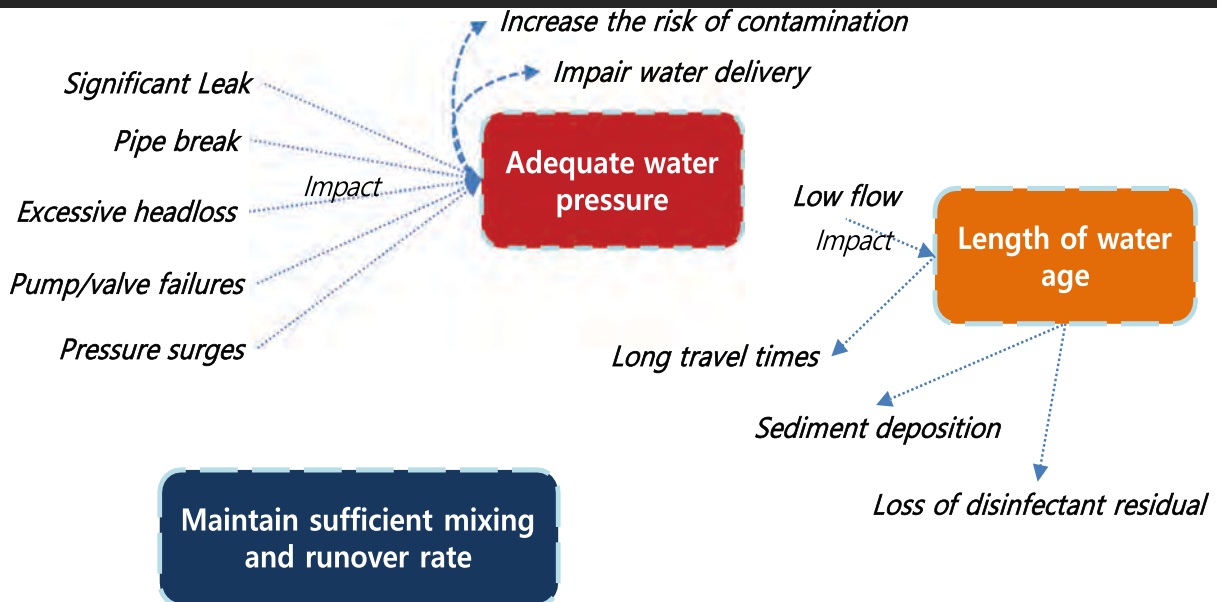 Increase the risk of contamination
Impair water delivery
Significant Leak
Pipe break
Impact
Excessive headloss
Pump/valve failures
Pressure surges
Adequate water
pressure
Low flow
Impact
Length of water
age
Long travel times
Sediment deposition
Loss of disinfectant residual
Maintain sufficient mixing
and runover rate